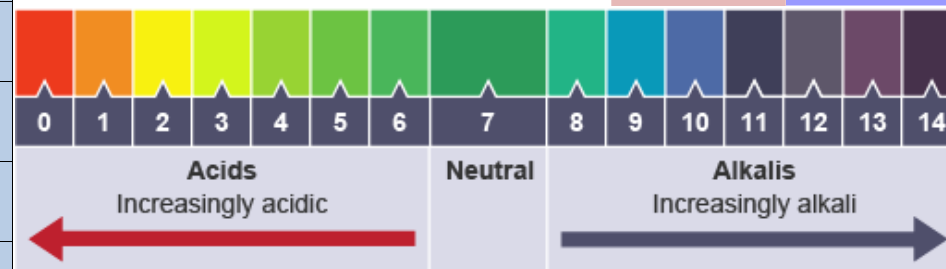 0 1 2 3 4 5 6 7 8 9 10 11 12 13 14
Acids Neutral Alkalis
Increasingly acidic Increasingly alkali